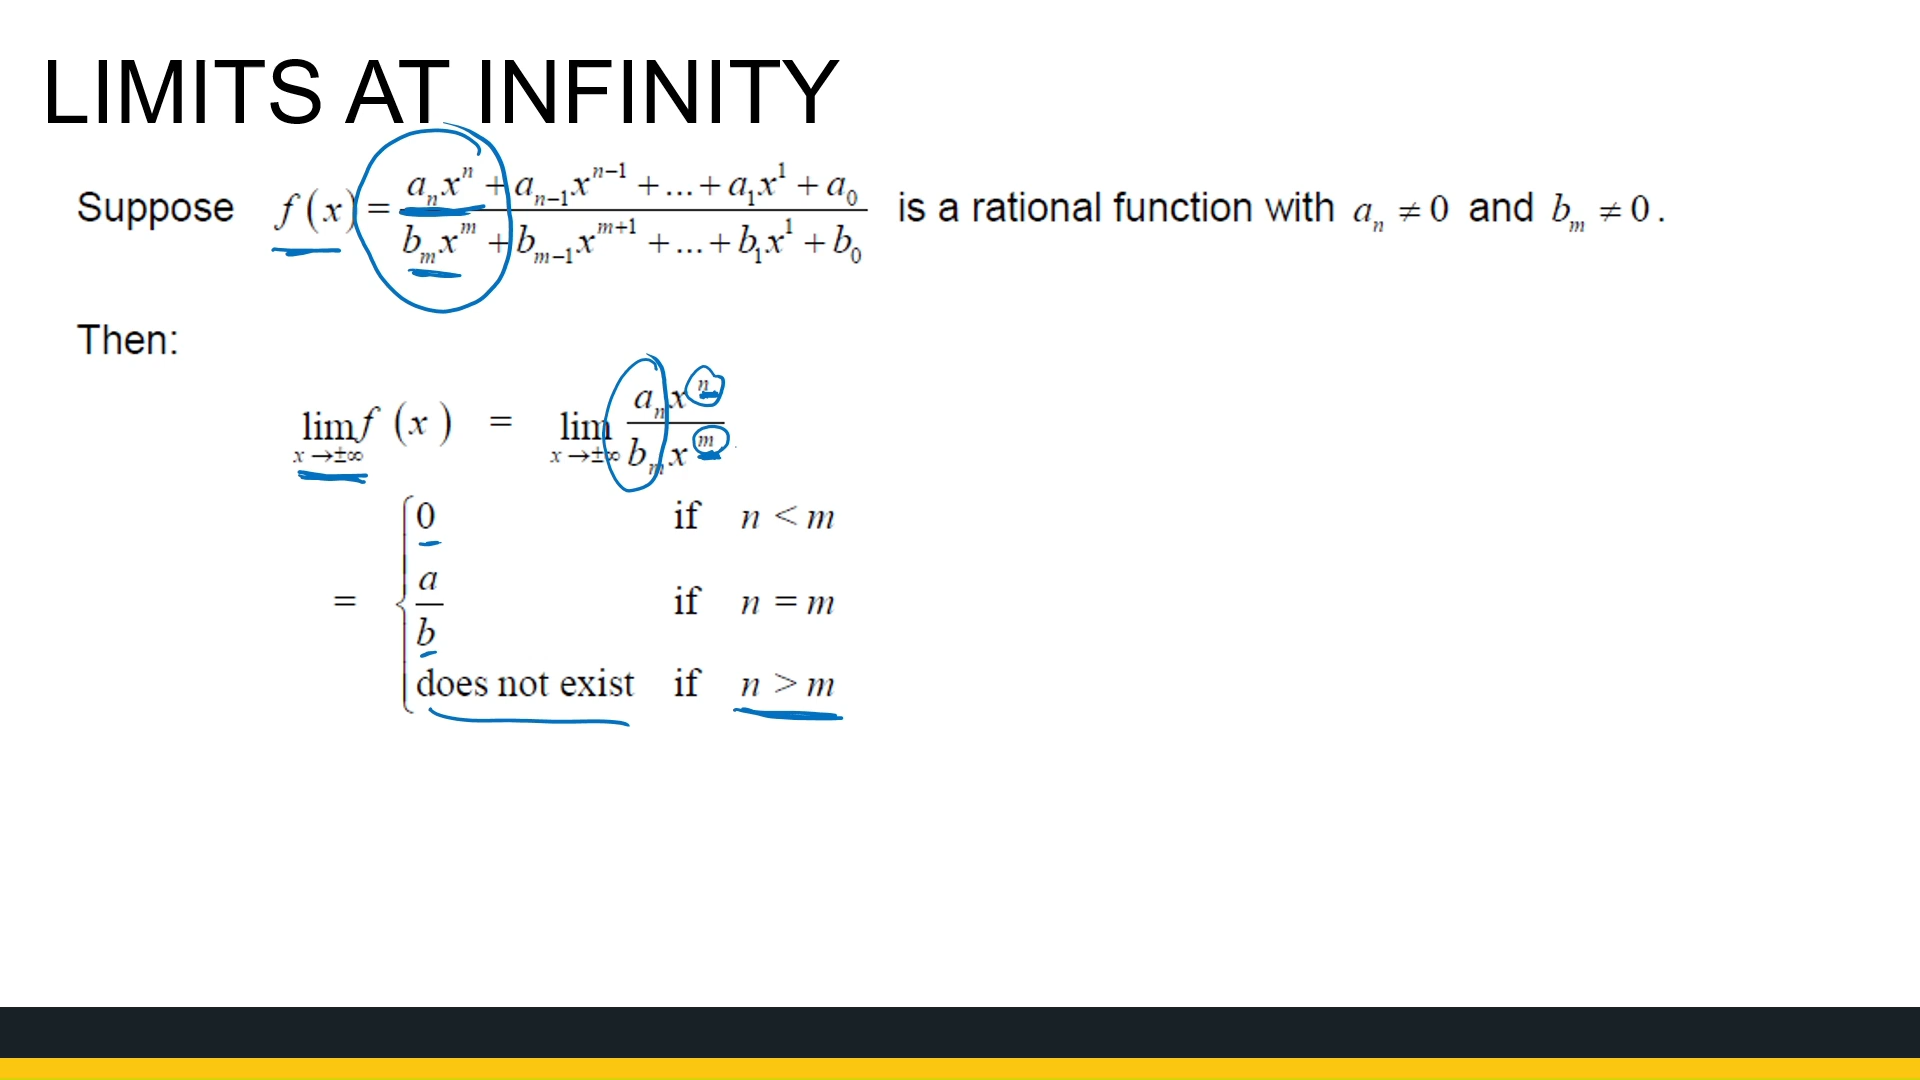 LIMITS AT INFINITY
Suppose f(x) = (a_n x^n + a_{n-1} x^{n-1} + ... + a_1 x^1 + a_0) / (b_m x^m + b_{m-1} x^{m+1} + ... + b_1 x^1 + b_0) is a rational function with a_n ≠ 0 and b_m ≠ 0.
Then:
lim_{x→±∞} f(x) = lim_{x→±∞} (a_n x^n) / (b_m x^m)
= { 0 if n < m
a/b if n = m
does not exist if n > m